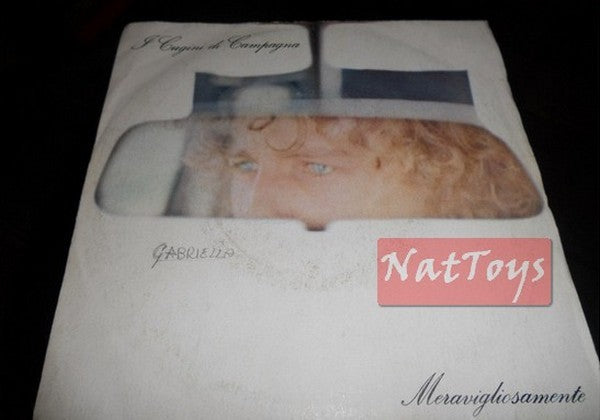 I Cugini di Campagna
GABRIELLA
NatToys
Meravigliosamente